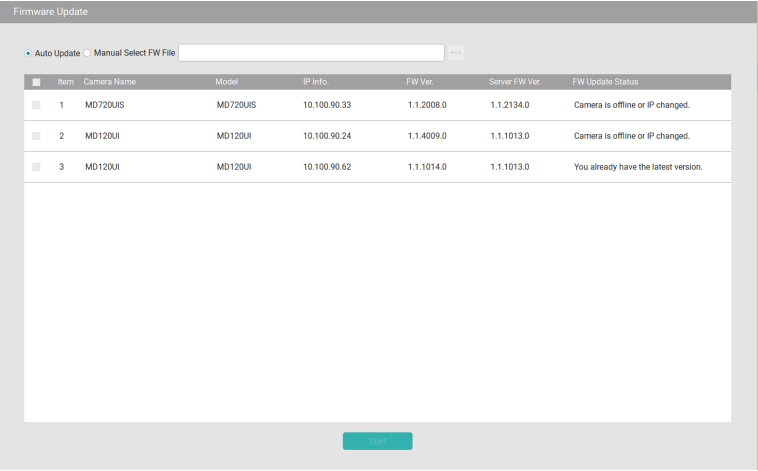 Firmware Update
Auto Update Manual Select FW File ...
Item Camera Name Model IP Info. FW Ver. Server FW Ver. FW Update Status
1 MD720UIS MD720UIS 10.100.90.33 1.1.2008.0 1.1.2134.0 Camera is offline or IP changed.
2 MD120UI MD120UI 10.100.90.24 1.1.4009.0 1.1.1013.0 Camera is offline or IP changed.
3 MD120UI MD120UI 10.100.90.62 1.1.1014.0 1.1.1013.0 You already have the latest version.
Start